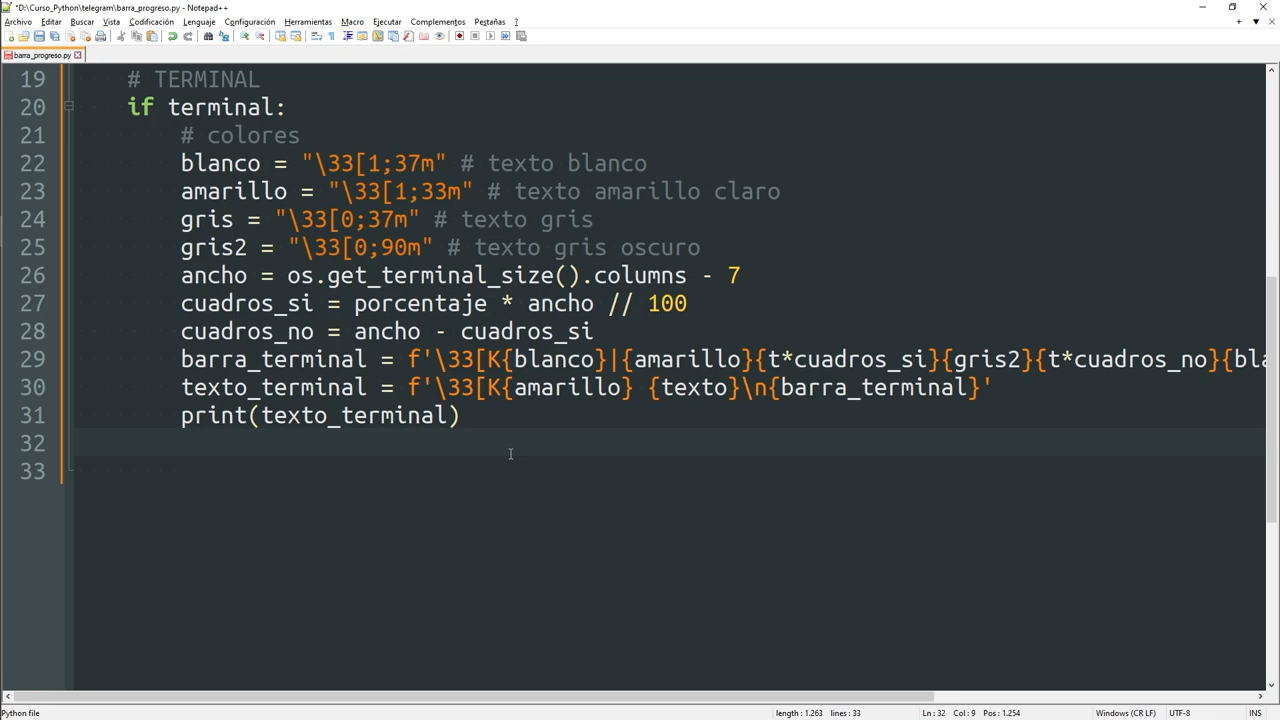 *D:\Curso_Python\telegram\barra_progreso.py - Notepad++
Archivo Editar Buscar Vista Codificación Lenguaje Configuración Herramientas Macro Ejecutar Complementos Pestañas ?
barra_progreso.py
19 # TERMINAL
20 if terminal:
21 # colores
22 blanco = "\33[1;37m" # texto blanco
23 amarillo = "\33[1;33m" # texto amarillo claro
24 gris = "\33[0;37m" # texto gris
25 gris2 = "\33[0;90m" # texto gris oscuro
26 ancho = os.get_terminal_size().columns - 7
27 cuadros_si = porcentaje * ancho // 100
28 cuadros_no = ancho - cuadros_si
29 barra_terminal = f'\33[K{blanco}|{amarillo}{t*cuadros_si}{gris2}{t*cuadros_no}{bla
30 texto_terminal = f'\33[K{amarillo} {texto}\n{barra_terminal}'
31 print(texto_terminal)
32
33
Python file length : 1.263 lines : 33 Ln : 32 Col : 9 Pos : 1.254 Windows (CR LF) UTF-8 INS